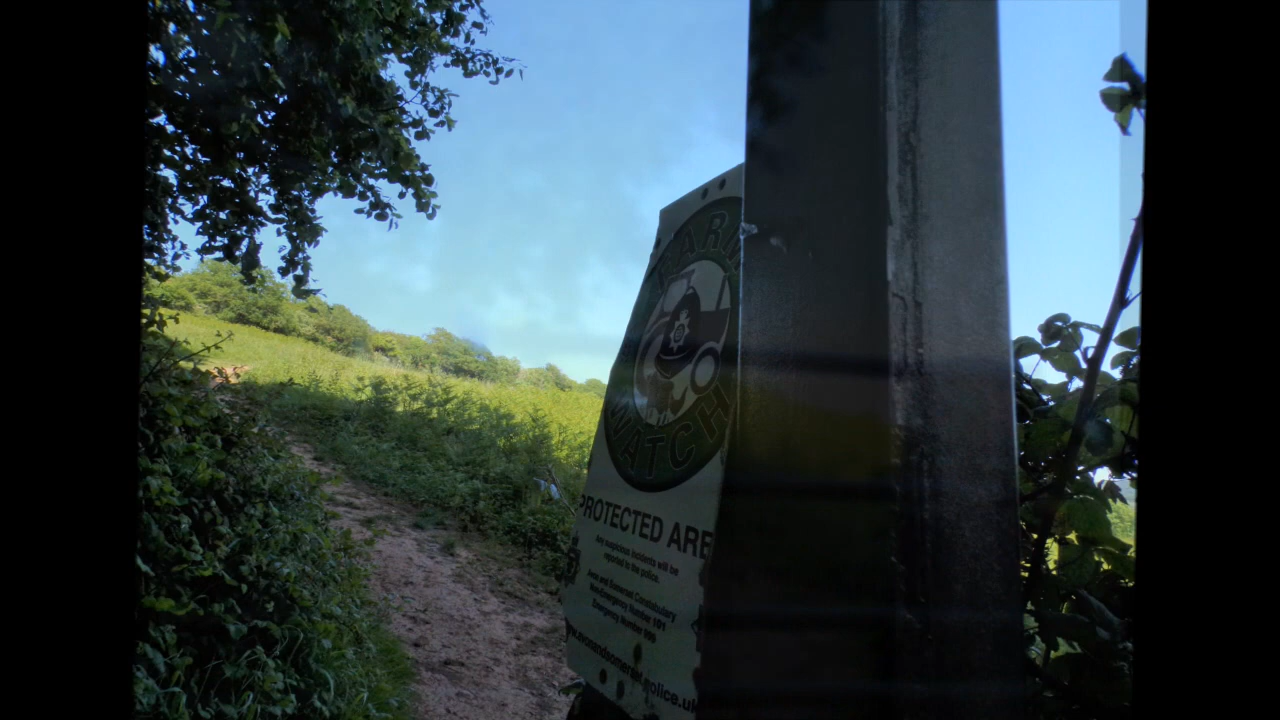 FARM
WATCH
PROTECTED ARE
Any suspicious incidents will be
reported to the police.
Avon and Somerset Constabulary
Non-Emergency Number 101
Emergency Number 999
www.avonandsomerset.police.uk